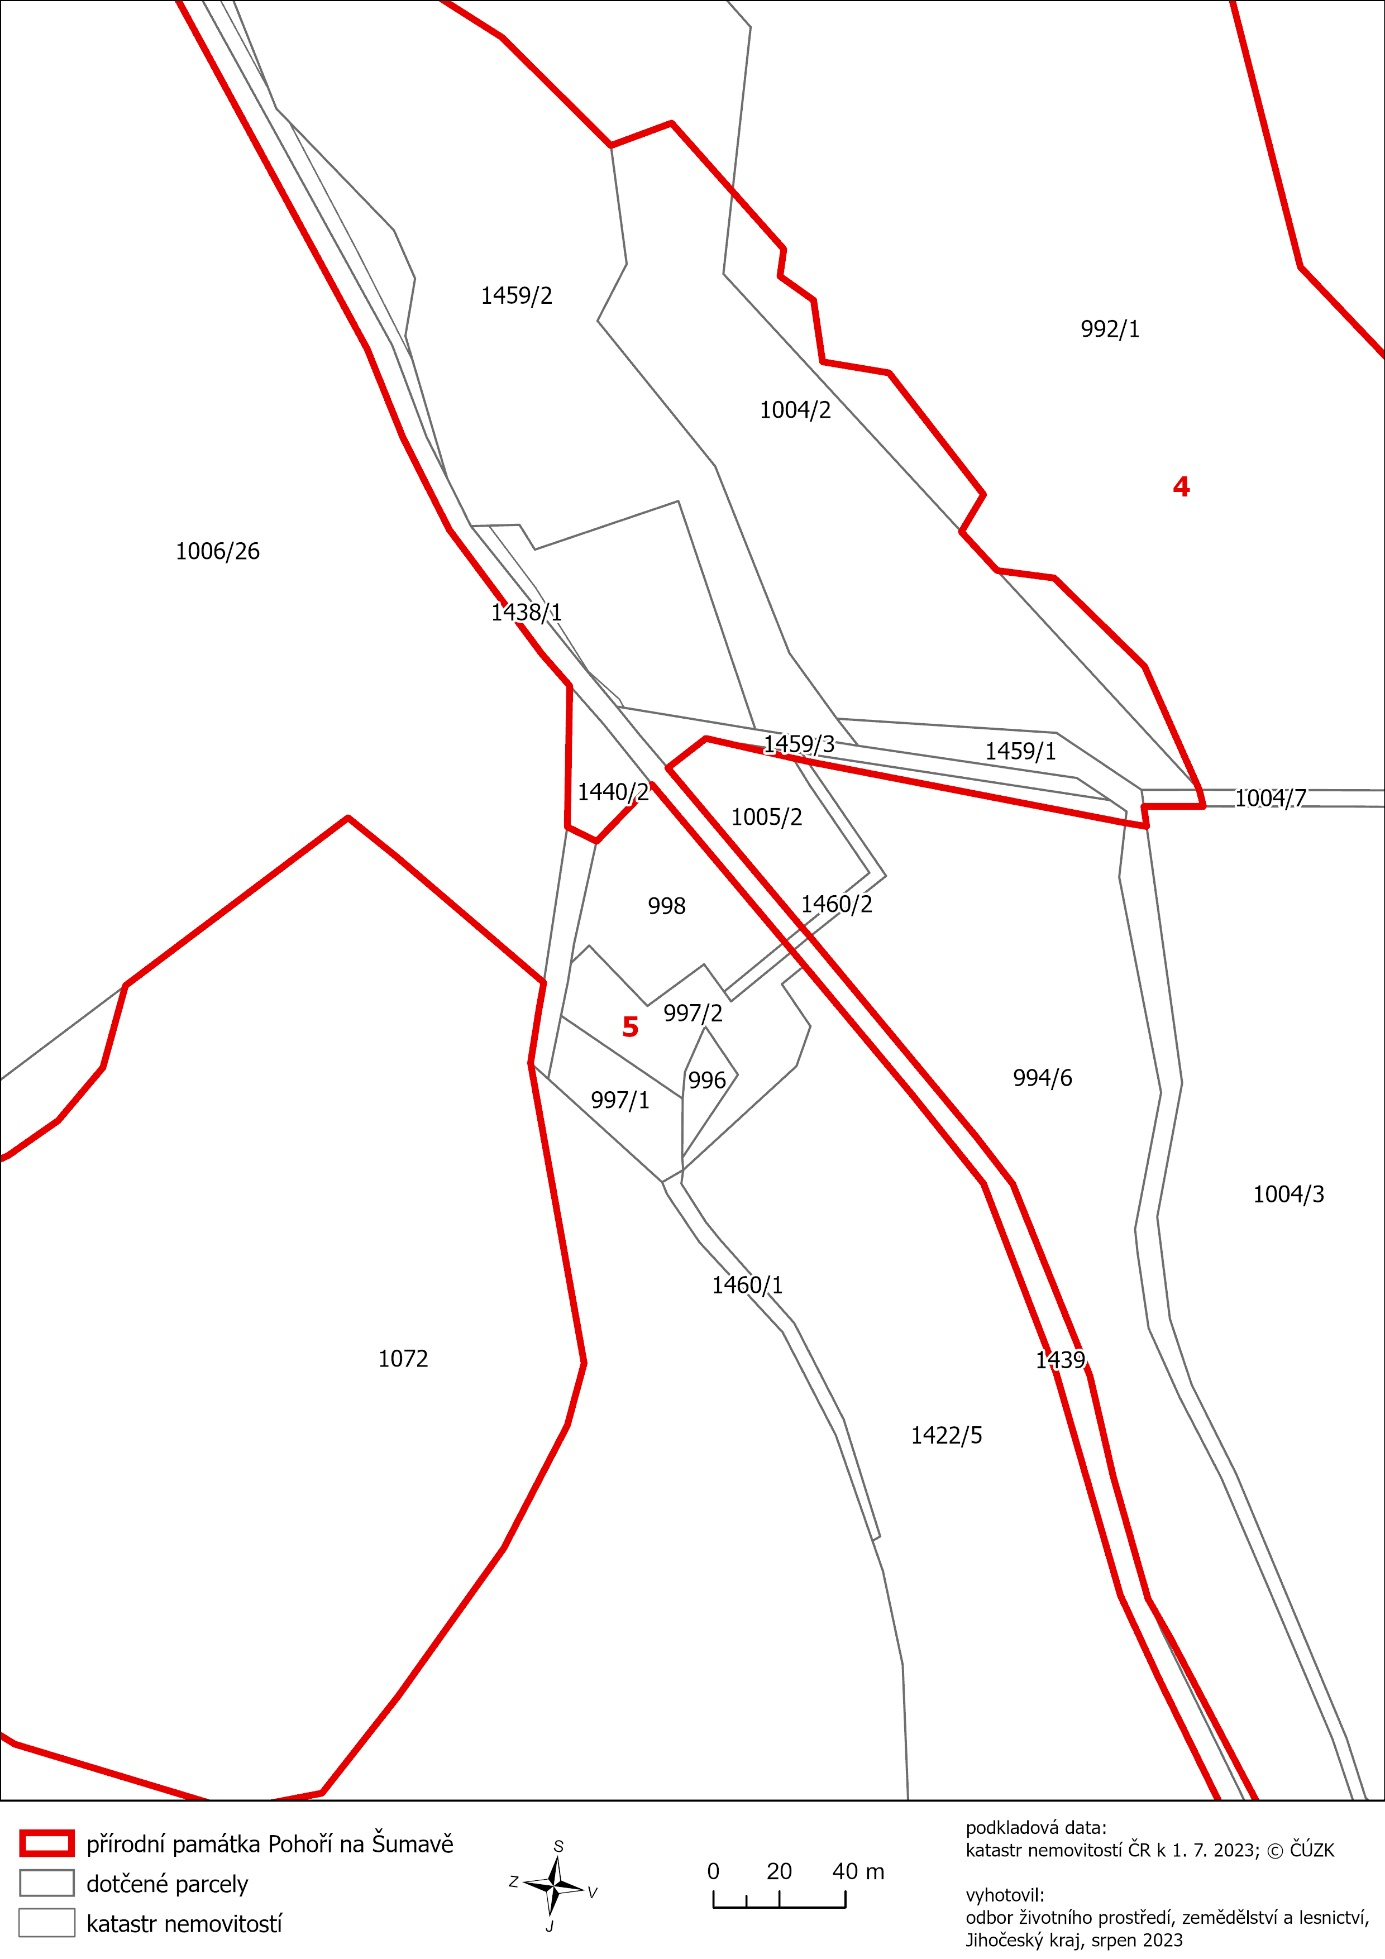 1459/2
992/1
1004/2
4
1006/26
1438/1
1459/3
1459/1
1440/2
1004/7
1005/2
998
1460/2
997/2
5
996
994/6
997/1
1004/3
1460/1
1072
1439
1422/5
přírodní památka Pohoří na Šumavě
dotčené parcely
katastr nemovitostí
S
Z
V
J
0 20 40 m
podkladová data:
katastr nemovitostí ČR k 1. 7. 2023; © ČÚZK
vyhotovil:
odbor životního prostředí, zemědělství a lesnictví,
Jihočeský kraj, srpen 2023